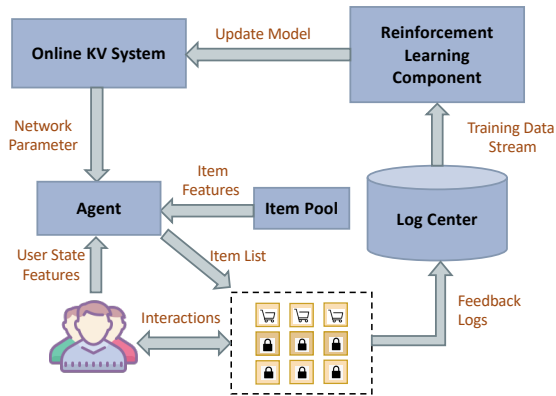 Online KV System
Update Model
Reinforcement
Learning
Component
Network
Parameter
Training Data
Stream
Item
Features
Agent
Item Pool
Log Center
User State
Features
Item List
Interactions
Feedback
Logs